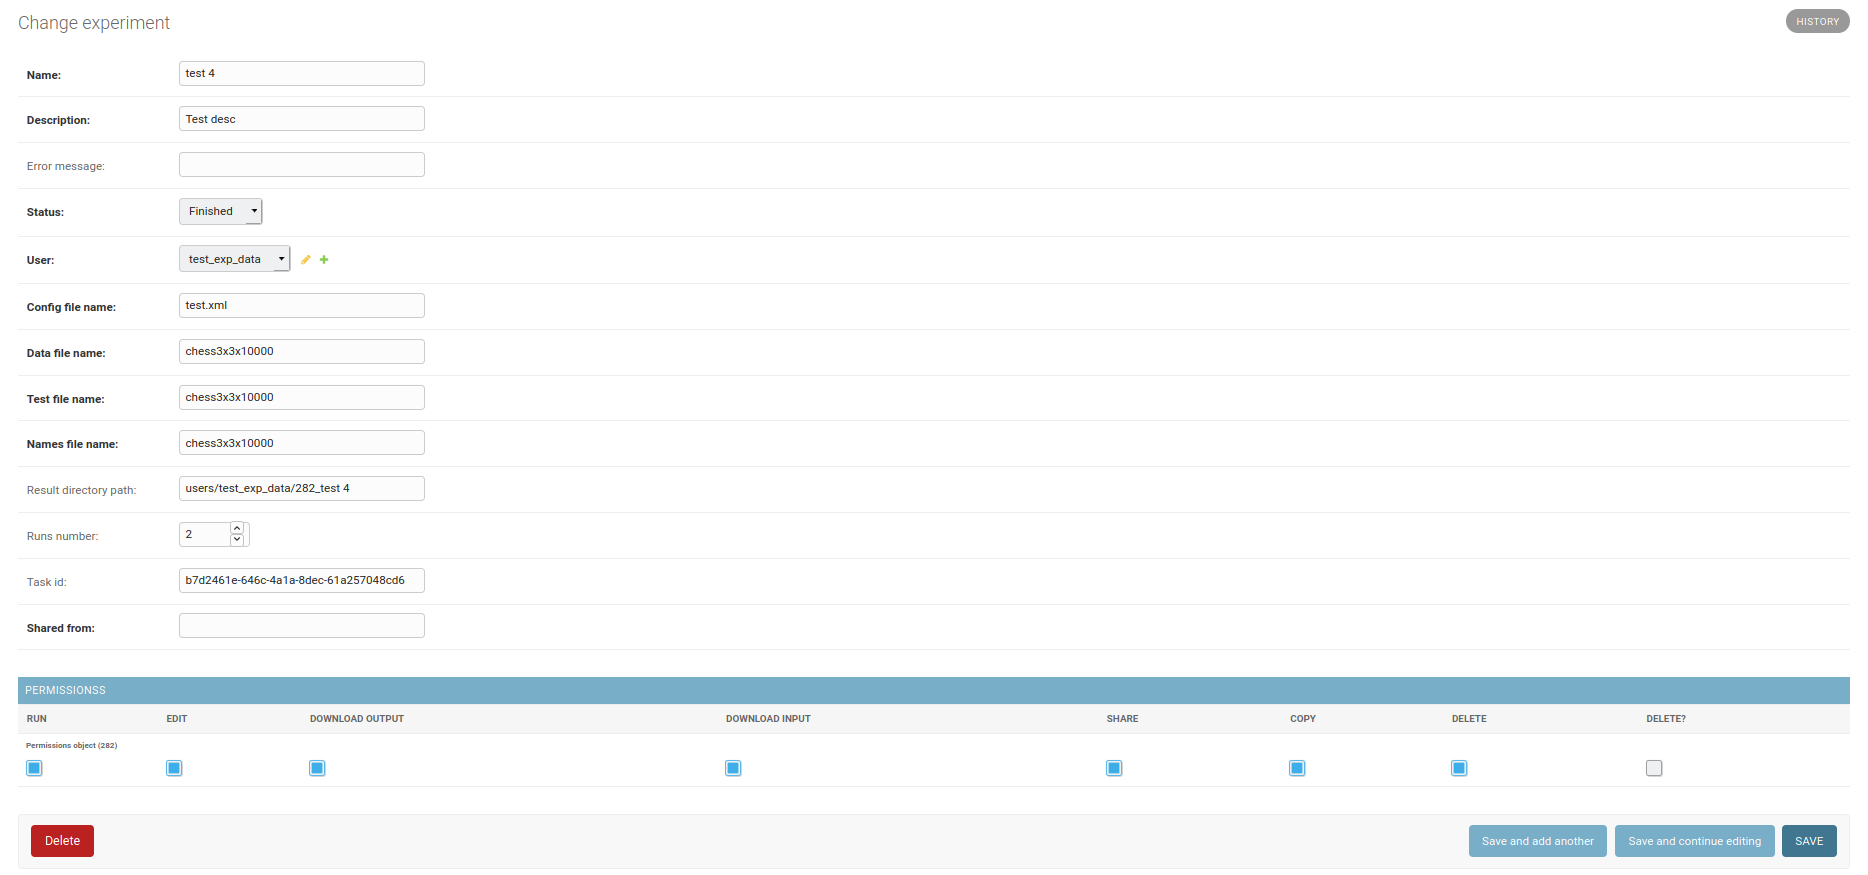 Change experiment
HISTORY
Name: test 4
Description: Test desc
Error message:
Status: Finished
User: test_exp_data
Config file name: test.xml
Data file name: chess3x3x10000
Test file name: chess3x3x10000
Names file name: chess3x3x10000
Result directory path: users/test_exp_data/282_test 4
Runs number: 2
Task id: b7d2461e-646c-4a1a-8dec-61a257048cd6
Shared from:
PERMISSIONSS
RUN EDIT DOWNLOAD OUTPUT DOWNLOAD INPUT SHARE COPY DELETE DELETE?
Permissions object (282)
Delete Save and add another Save and continue editing SAVE